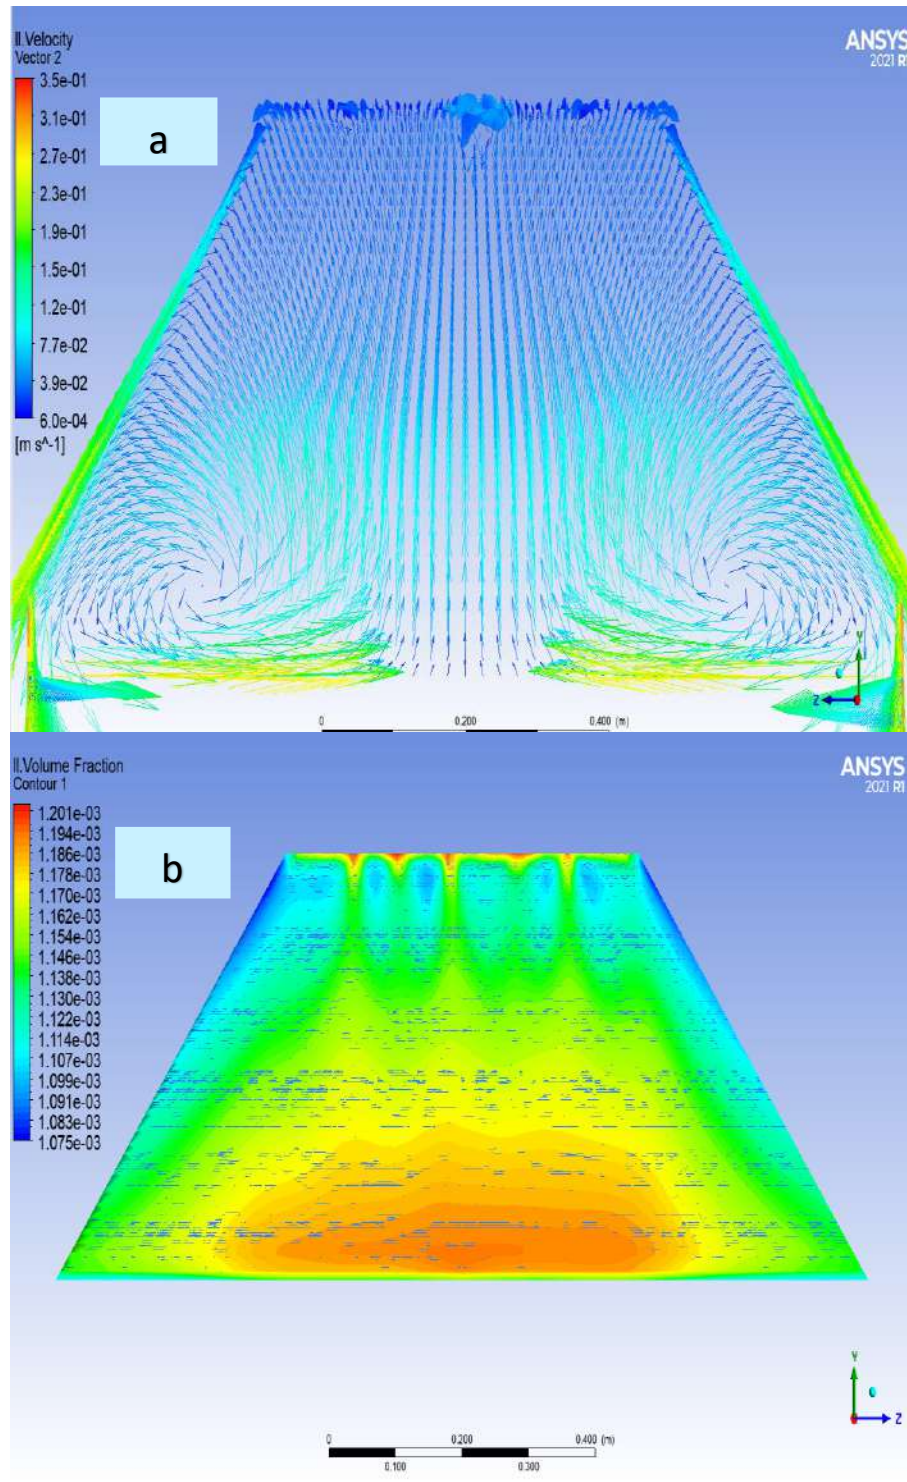 II.Velocity
Vector 2
ANSYS
2021 R1
3.5e-01
3.1e-01
2.7e-01
2.3e-01
1.9e-01
1.5e-01
1.2e-01
7.7e-02
3.9e-02
6.0e-04
[m s^-1]
a
Y
Z
0
0.200
0.400 (m)
II.Volume Fraction
Contour 1
ANSYS
2021 R1
1.201e-03
1.194e-03
1.186e-03
1.178e-03
1.170e-03
1.162e-03
1.154e-03
1.146e-03
1.138e-03
1.130e-03
1.122e-03
1.114e-03
1.107e-03
1.099e-03
1.091e-03
1.083e-03
1.075e-03
b
Y
Z
0
0.200
0.400 (m)
0.100
0.300